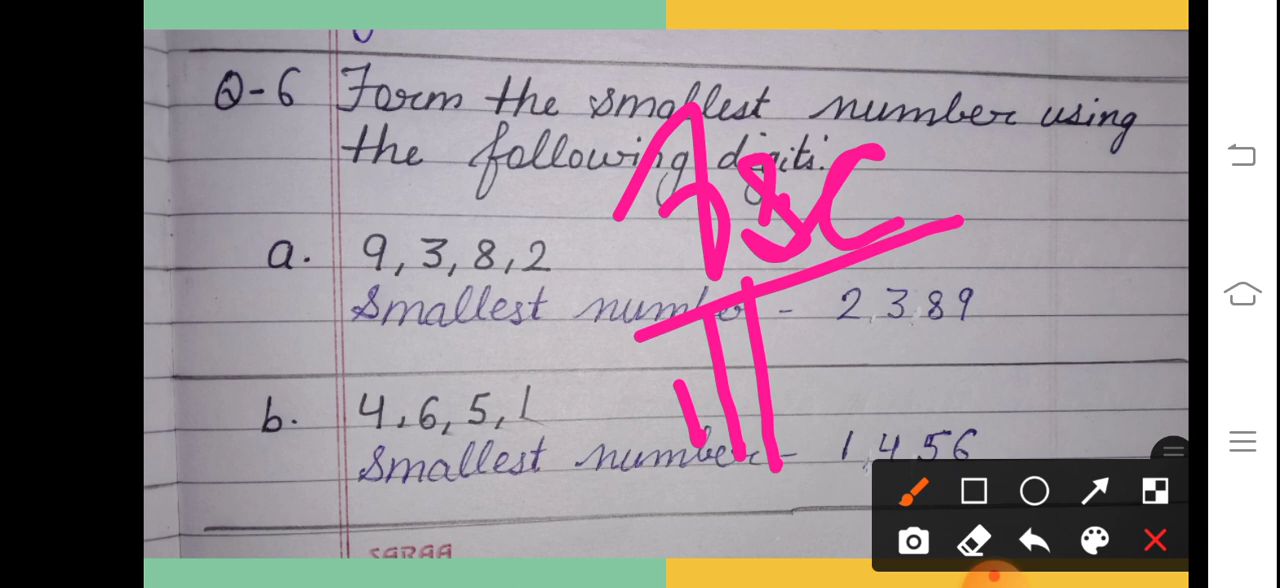 Q-6 Form the smallest number using
the following digits.
a. 9, 3, 8, 2
Smallest number - 2389
b. 4, 6, 5, 1
Smallest number - 1456